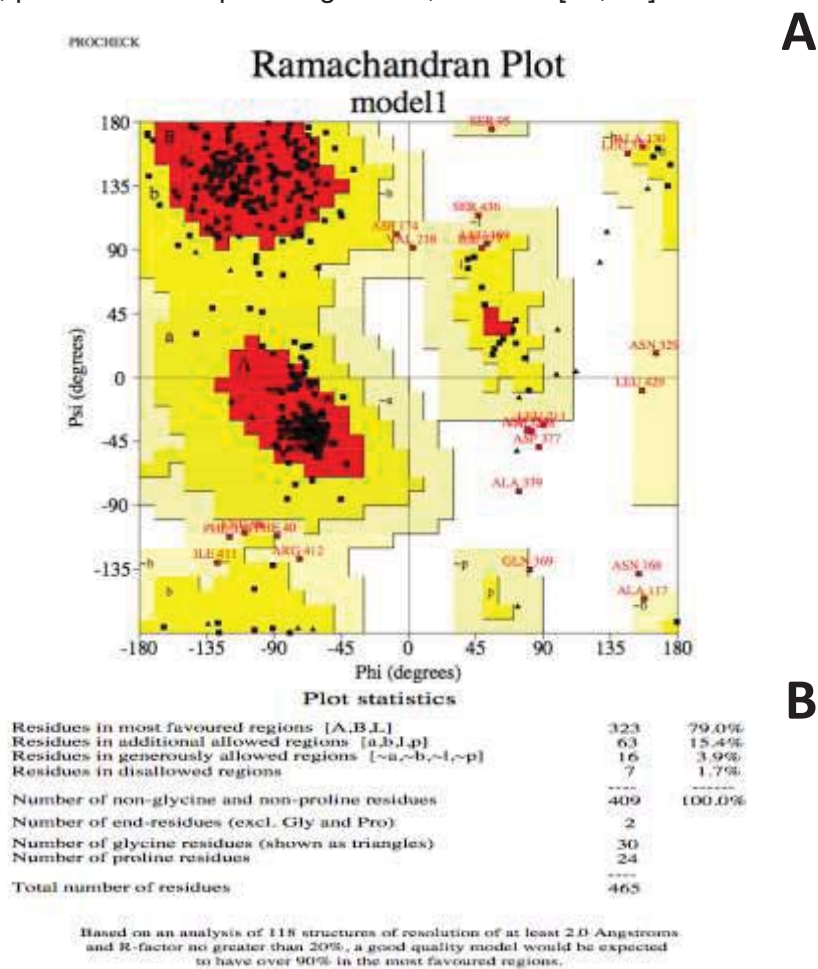 A
PROCHECK
Ramachandran Plot
model1
180
135
90
45
0
-45
-90
-135
Psi (degrees)
B
b
a
A
l
~b
~l
~a
~b
b
~p
p
SER 95
ALA 130
SER 436
ASN 325
LEU 429
ASP 377
ALA 339
PHE 40
ILE 411
ARG 412
GLN 369
ASN 168
ALA 117
-180 -135 -90 -45 0 45 90 135 180
Phi (degrees)
B
Plot statistics
Residues in most favoured regions [A,B,L] 323 79.0%
Residues in additional allowed regions [a,b,l,p] 63 15.4%
Residues in generously allowed regions [~a,~b,~l,~p] 16 3.9%
Residues in disallowed regions 7 1.7%
---- ------
Number of non-glycine and non-proline residues 409 100.0%
Number of end-residues (excl. Gly and Pro) 2
Number of glycine residues (shown as triangles) 30
Number of proline residues 24
----
Total number of residues 465
Based on an analysis of 118 structures of resolution of at least 2.0 Angstroms
and R-factor no greater than 20%, a good quality model would be expected
to have over 90% in the most favoured regions.